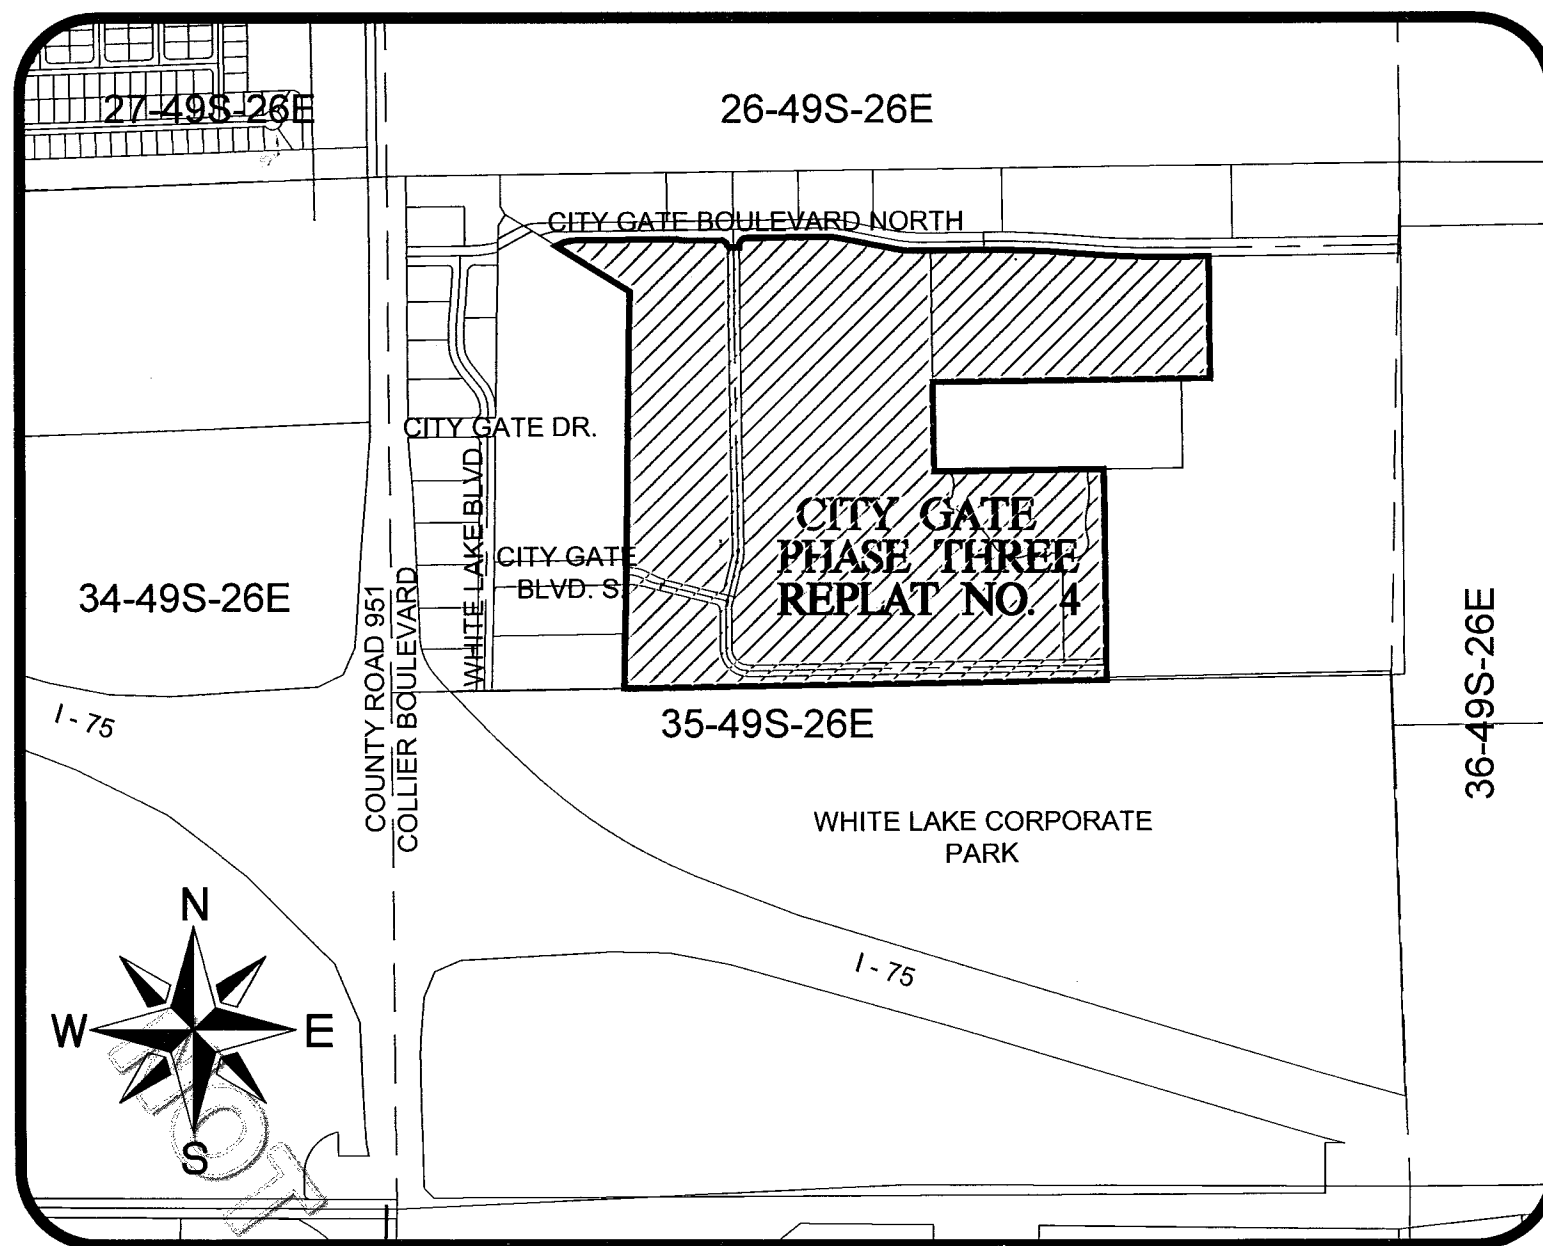 27-49S-26E
26-49S-26E
CITY GATE BOULEVARD NORTH
CITY GATE DR.
WHITE LAKE BLVD.
CITY GATE
BLVD. S.
CITY GATE
PHASE THREE
REPLAT NO. 4
34-49S-26E
COUNTY ROAD 951
COLLIER BOULEVARD
35-49S-26E
36-49S-26E
I - 75
WHITE LAKE CORPORATE
PARK
I - 75
N
W
E
S
NOT